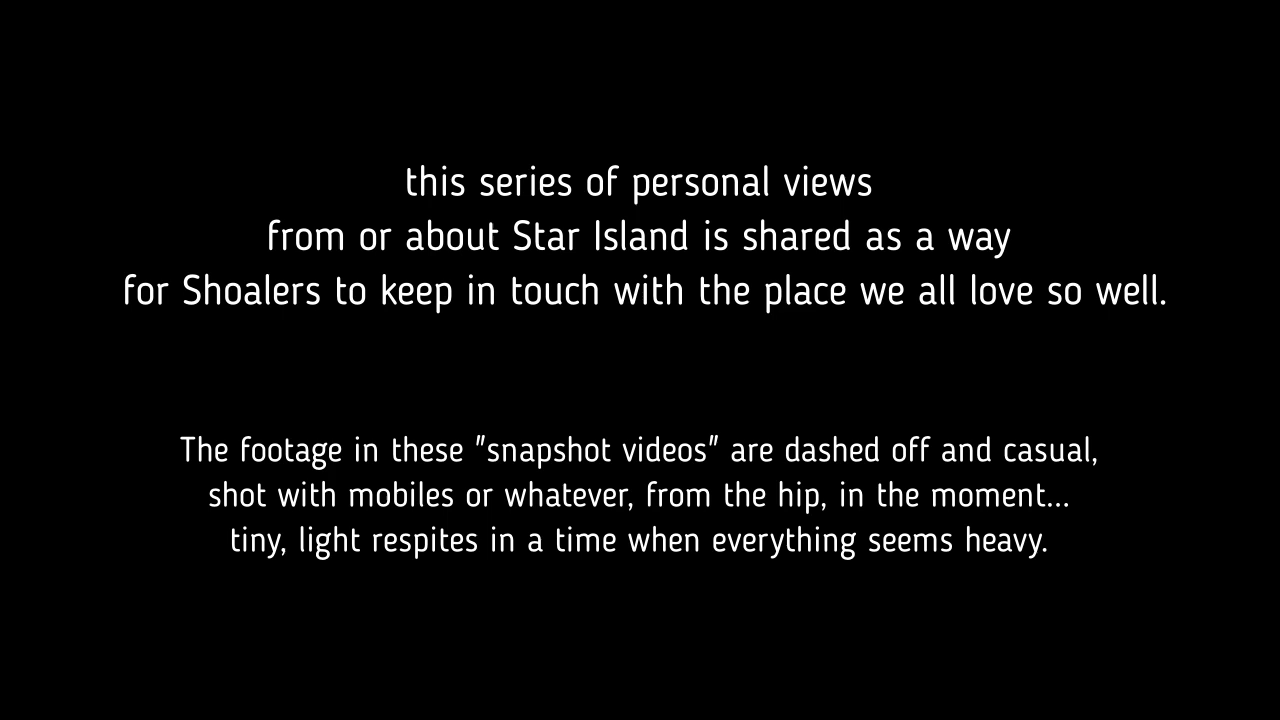 this series of personal views
from or about Star Island is shared as a way
for Shoalers to keep in touch with the place we all love so well.
The footage in these "snapshot videos" are dashed off and casual,
shot with mobiles or whatever, from the hip, in the moment...
tiny, light respites in a time when everything seems heavy.